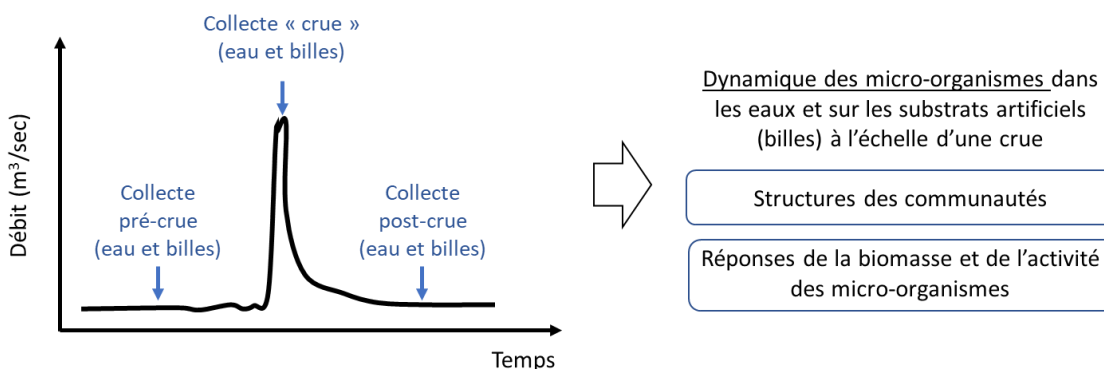 Collecte « crue »
(eau et billes)
Débit (m³/sec)
Collecte
pré-crue
(eau et billes)
Collecte
post-crue
(eau et billes)
Temps
Dynamique des micro-organismes dans
les eaux et sur les substrats artificiels
(billes) à l’échelle d’une crue
Structures des communautés
Réponses de la biomasse et de l’activité
des micro-organismes